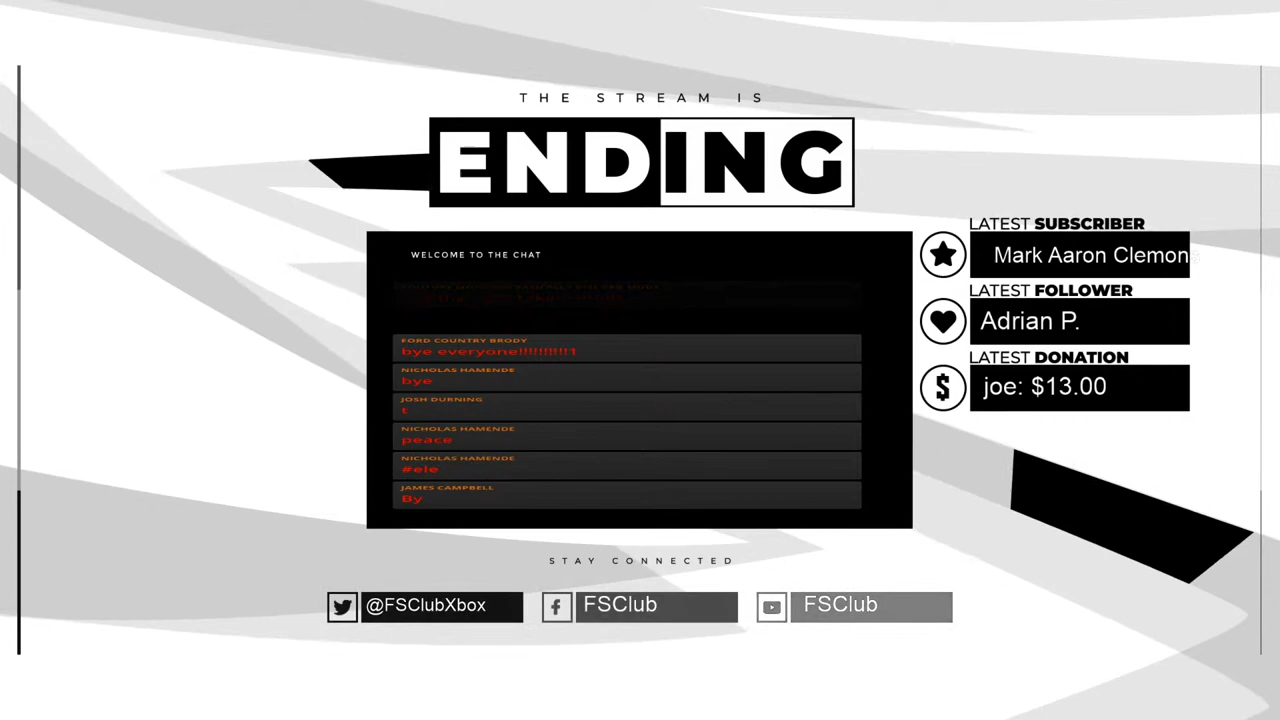 THE STREAM IS
ENDING
WELCOME TO THE CHAT
FORD COUNTRY BRODY
bye everyone!!!!!!!!!!1
NICHOLAS HAMENDE
bye
JOSH DURNING
t
NICHOLAS HAMENDE
peace
NICHOLAS HAMENDE
#ele
JAMES CAMPBELL
By
LATEST SUBSCRIBER
Mark Aaron Clemons
LATEST FOLLOWER
Adrian P.
LATEST DONATION
joe: $13.00
STAY CONNECTED
@FSClubXbox
FSClub
FSClub